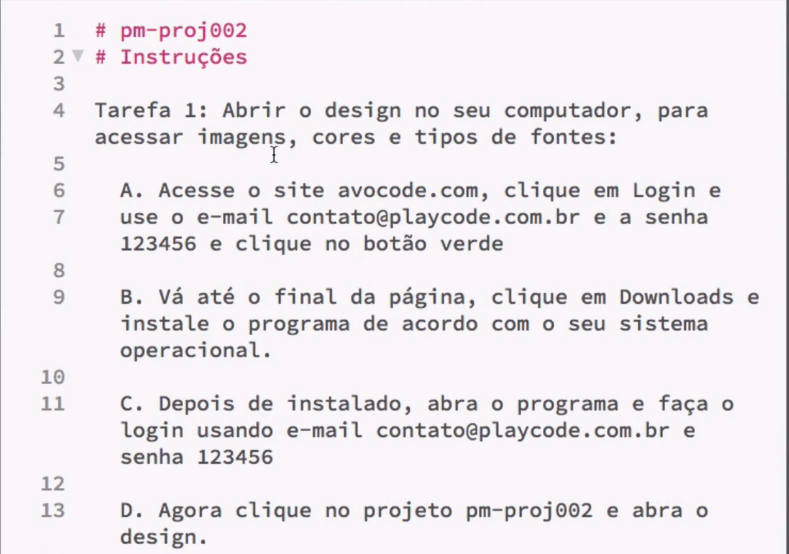 1 # pm-proj002
2 # Instruções
3
4 Tarefa 1: Abrir o design no seu computador, para
acessar imagens, cores e tipos de fontes:
5
6 A. Acesse o site avocode.com, clique em Login e
7 use o e-mail contato@playcode.com.br e a senha
123456 e clique no botão verde
8
9 B. Vá até o final da página, clique em Downloads e
instale o programa de acordo com o seu sistema
operacional.
10
11 C. Depois de instalado, abra o programa e faça o
login usando e-mail contato@playcode.com.br e
senha 123456
12
13 D. Agora clique no projeto pm-proj002 e abra o
design.